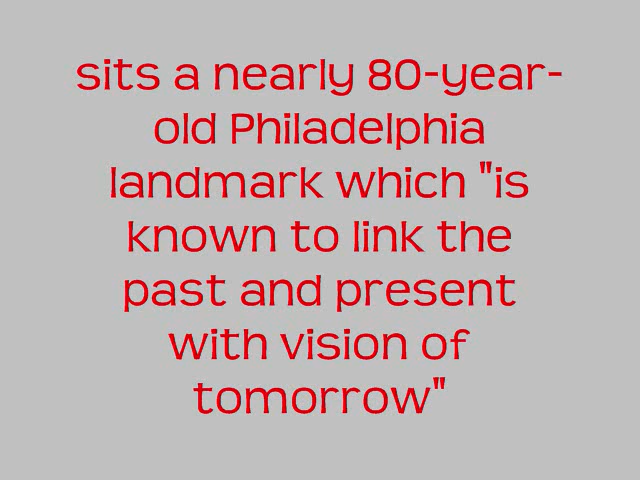 sits a nearly 80-year-
old Philadelphia
landmark which "is
known to link the
past and present
with vision of
tomorrow"